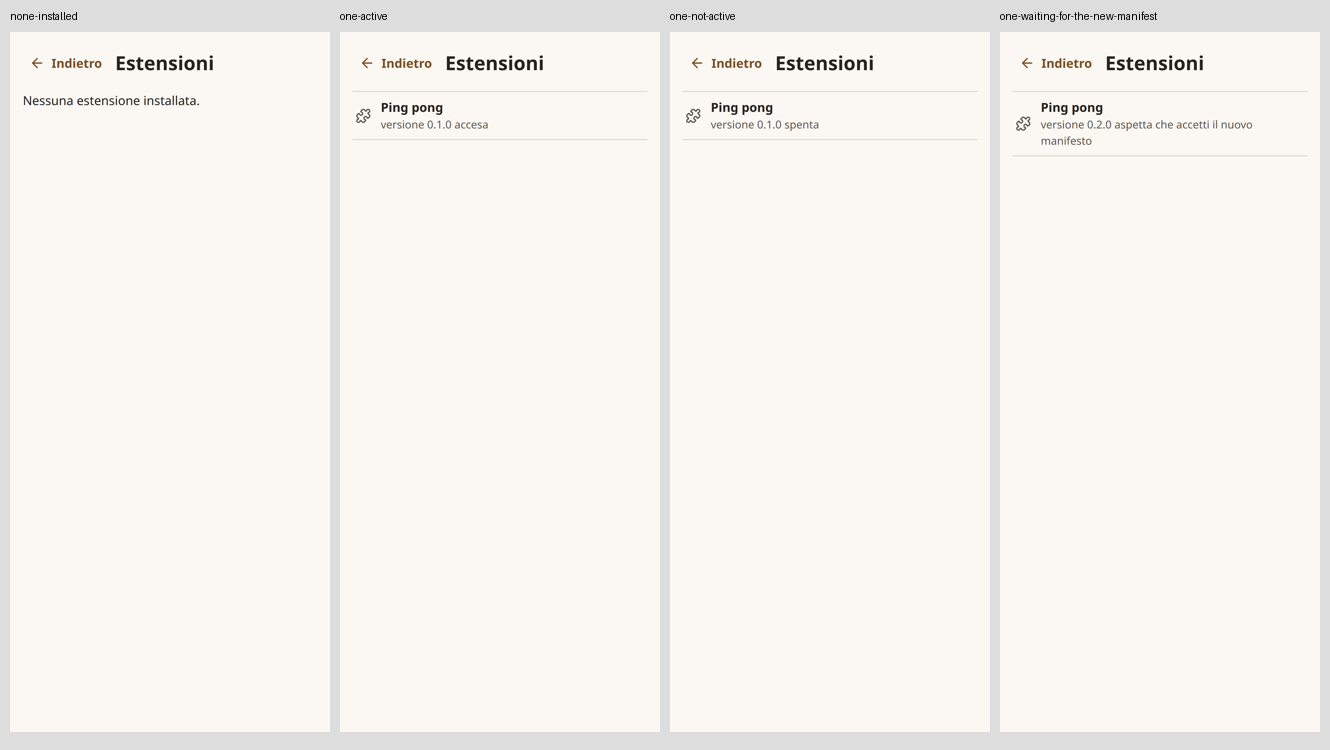 none-installed
← Indietro Estensioni
Nessuna estensione installata.
one-active
← Indietro Estensioni
Ping pong
versione 0.1.0 accesa
one-not-active
← Indietro Estensioni
Ping pong
versione 0.1.0 spenta
one-waiting-for-the-new-manifest
← Indietro Estensioni
Ping pong
versione 0.2.0 aspetta che accetti il nuovo
manifesto